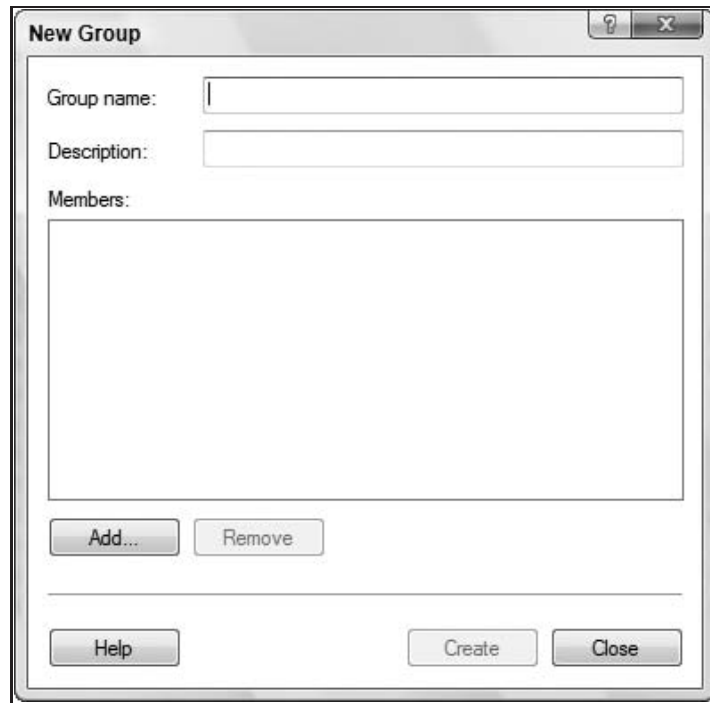 New Group
Group name:
Description:
Members:
Add... Remove
Help Create Close